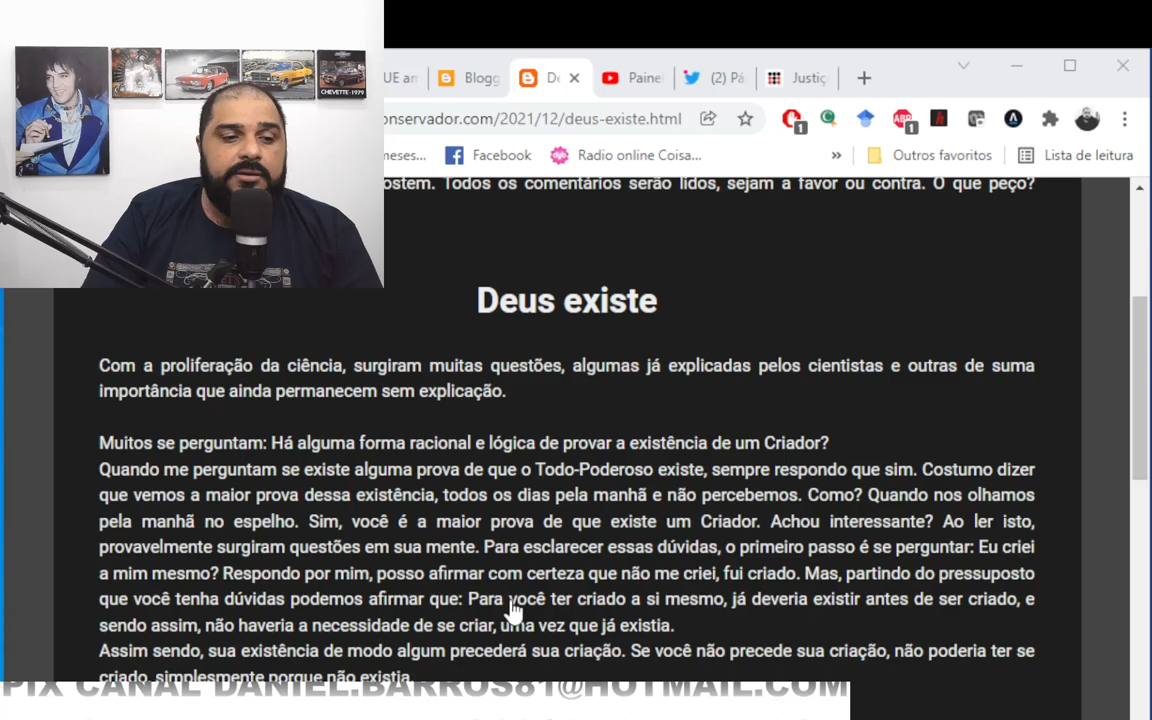 CHEVETTE-1979
UE am
Blogg
De
Paine
(2) Pá
Justiç
onservador.com/2021/12/deus-existe.html
1
1
meses...
Facebook
Radio online Coisa...
»
Outros favoritos
Lista de leitura
ostem. Todos os comentários serão lidos, sejam a favor ou contra. O que peço?
Deus existe
Com a proliferação da ciência, surgiram muitas questões, algumas já explicadas pelos cientistas e outras de suma
importância que ainda permanecem sem explicação.
Muitos se perguntam: Há alguma forma racional e lógica de provar a existência de um Criador?
Quando me perguntam se existe alguma prova de que o Todo-Poderoso existe, sempre respondo que sim. Costumo dizer
que vemos a maior prova dessa existência, todos os dias pela manhã e não percebemos. Como? Quando nos olhamos
pela manhã no espelho. Sim, você é a maior prova de que existe um Criador. Achou interessante? Ao ler isto,
provavelmente surgiram questões em sua mente. Para esclarecer essas dúvidas, o primeiro passo é se perguntar: Eu criei
a mim mesmo? Respondo por mim, posso afirmar com certeza que não me criei, fui criado. Mas, partindo do pressuposto
que você tenha dúvidas podemos afirmar que: Para você ter criado a si mesmo, já deveria existir antes de ser criado, e
sendo assim, não haveria a necessidade de se criar, uma vez que já existia.
Assim sendo, sua existência de modo algum precederá sua criação. Se você não precede sua criação, não poderia ter se
criado, simplesmente porque não existia.
PIX CANAL DANIEL.BARROS81@HOTMAIL.COM